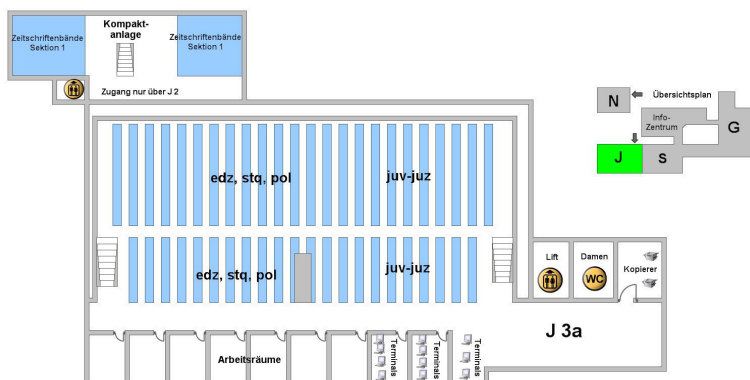 Kompakt-
anlage
Zeitschriftenbände
Sektion 1
Zeitschriftenbände
Sektion 1
Zugang nur über J 2
Übersichtsplan
N
Info-
Zentrum
G
J
S
edz, stq, pol
juv-juz
edz, stq, pol
juv-juz
Lift
Damen
WC
Kopierer
J 3a
Arbeitsräume
Terminals
Terminals
Terminals